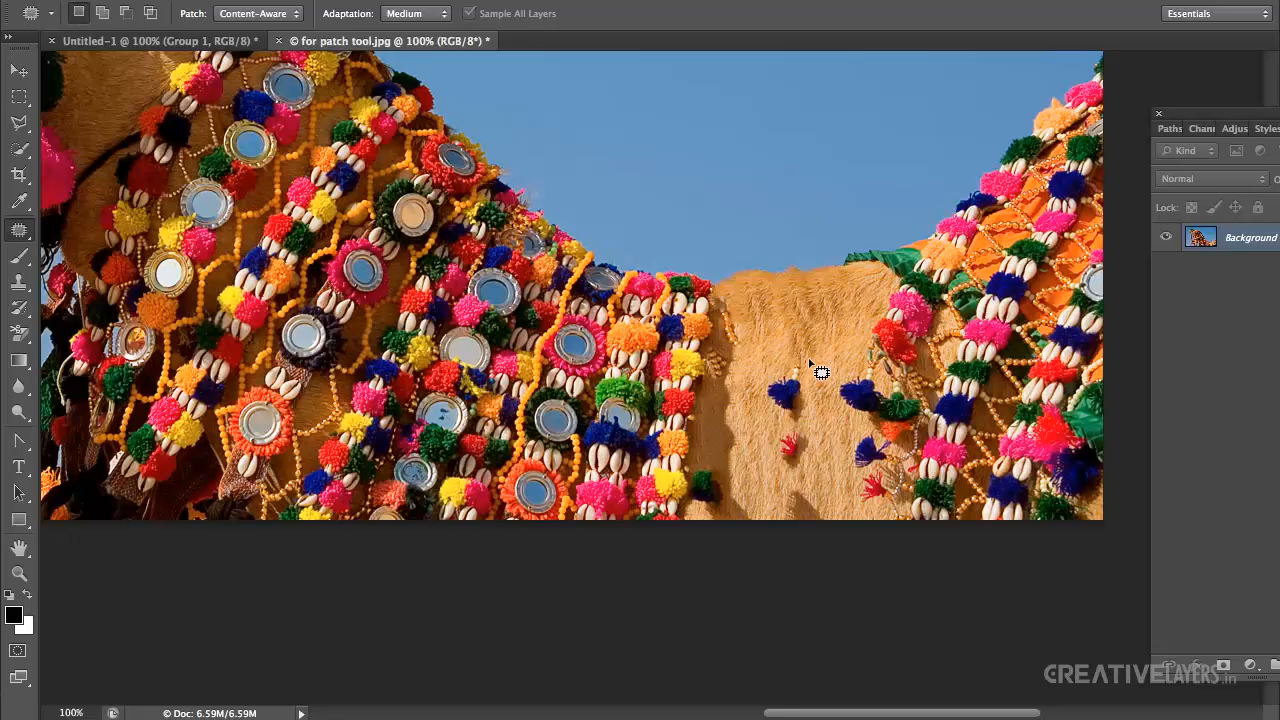 Patch: Content-Aware Adaptation: Medium Sample All Layers Essentials
Untitled-1 @ 100% (Group 1, RGB/8) * © for patch tool.jpg @ 100% (RGB/8*) *
Paths Chann Adjus Styles
Kind
Normal
Lock:
Background
CREATIVELAYERS.in
100% © Doc: 6.59M/6.59M